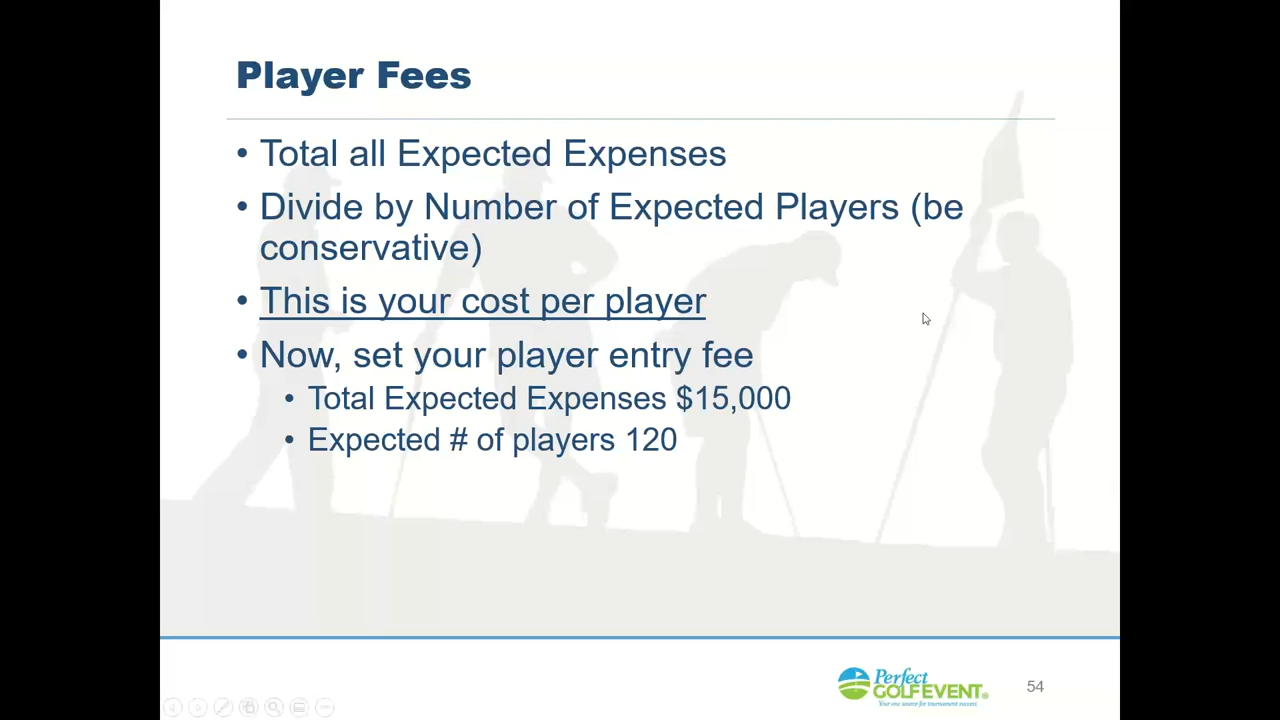 Player Fees
• Total all Expected Expenses
• Divide by Number of Expected Players (be
conservative)
• This is your cost per player
• Now, set your player entry fee
• Total Expected Expenses $15,000
• Expected # of players 120
Perfect
GOLFEVENT®
Your one source for tournament success
54